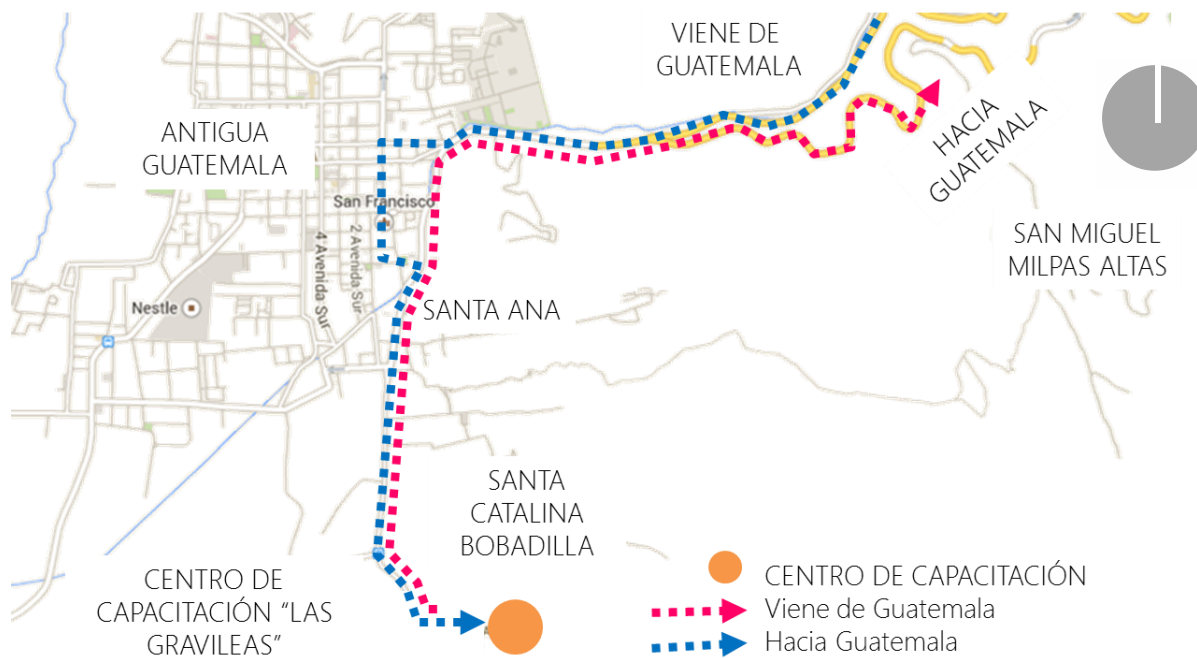 VIENE DE
GUATEMALA
HACIA
GUATEMALA
ANTIGUA
GUATEMALA
San Francisco
4 Avenida Sur
2 Avenida Sur
SAN MIGUEL
MILPAS ALTAS
Nestle
SANTA ANA
SANTA
CATALINA
BOBADILLA
CENTRO DE
CAPACITACIÓN “LAS
GRAVILEAS”
CENTRO DE CAPACITACIÓN
Viene de Guatemala
Hacia Guatemala